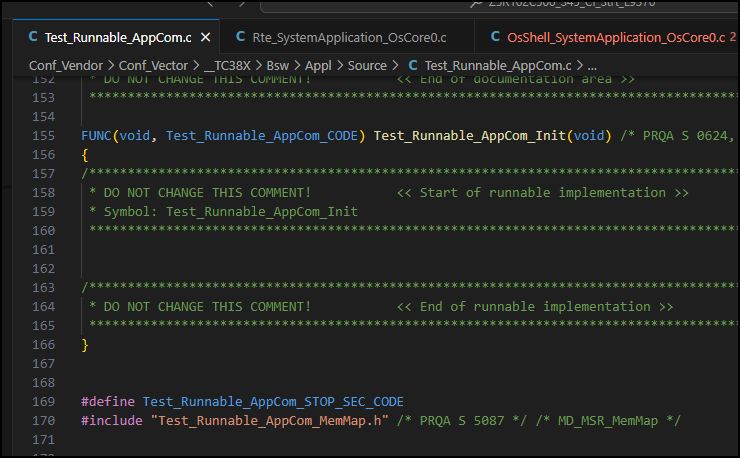 Test_Runnable_AppCom.c
Rte_SystemApplication_OsCore0.c
OsShell_SystemApplication_OsCore0.c 2
Conf_Vendor > Conf_Vector > __TC38X > Bsw > Appl > Source > C Test_Runnable_AppCom.c > ...
152 * DO NOT CHANGE THIS COMMENT! << End of documentation area >>
153 ***********************************************************************************
154
155 FUNC(void, Test_Runnable_AppCom_CODE) Test_Runnable_AppCom_Init(void) /* PRQA S 0624,
156 {
157 /**********************************************************************************
158 * DO NOT CHANGE THIS COMMENT! << Start of runnable implementation >>
159 * Symbol: Test_Runnable_AppCom_Init
160 ***********************************************************************************
161
162
163 /**********************************************************************************
164 * DO NOT CHANGE THIS COMMENT! << End of runnable implementation >>
165 ***********************************************************************************
166 }
167
168
169 #define Test_Runnable_AppCom_STOP_SEC_CODE
170 #include "Test_Runnable_AppCom_MemMap.h" /* PRQA S 5087 */ /* MD_MSR_MemMap */
171